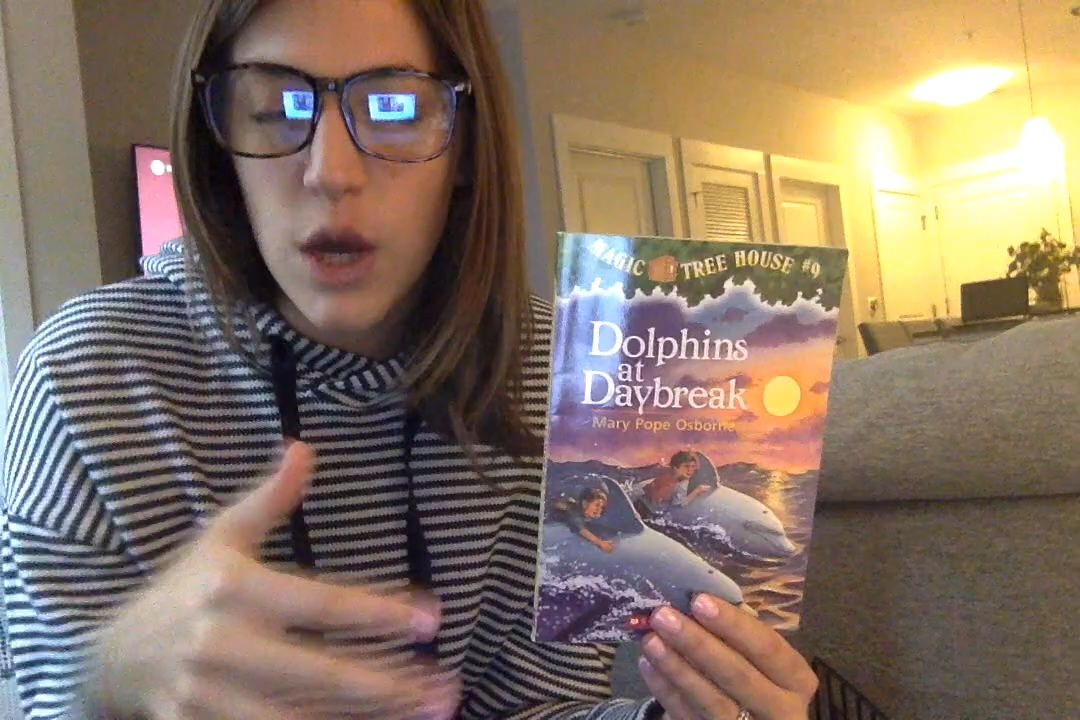 MAGIC TREE HOUSE #9
Dolphins
at
Daybreak
Mary Pope Osborne